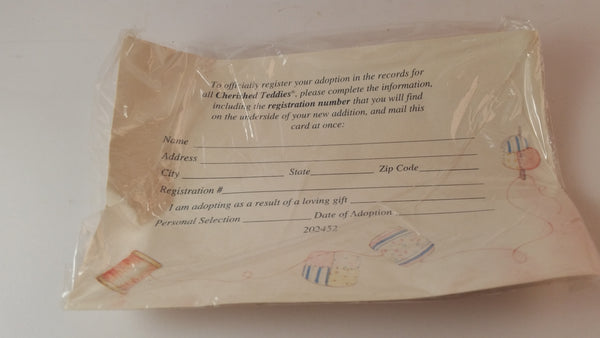 To officially register your adoption in the records for
all Cherished Teddies®, please complete the information,
including the registration number that you will find
on the underside of your new addition, and mail this
card at once:
Name
Address
City State Zip Code
Registration #
I am adopting as a result of a loving gift
Personal Selection Date of Adoption
202452